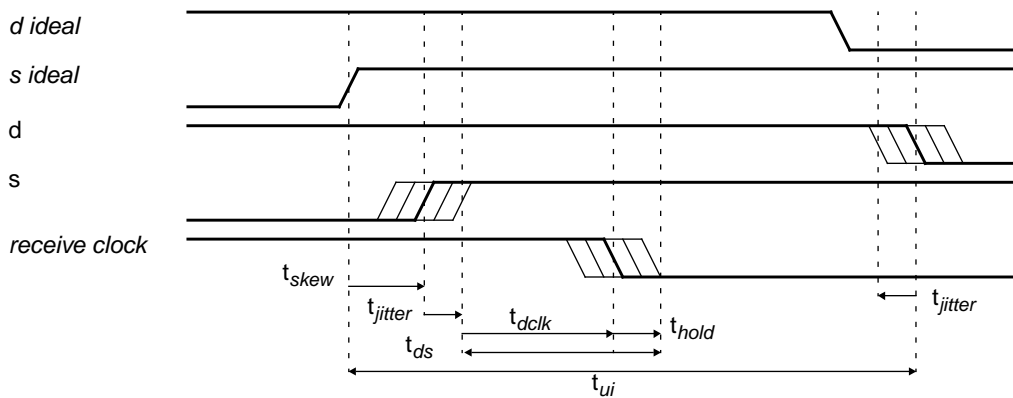 d ideal
s ideal
d
s
receive clock
tskew
tjitter
tjitter
tdclk
thold
tds
tui